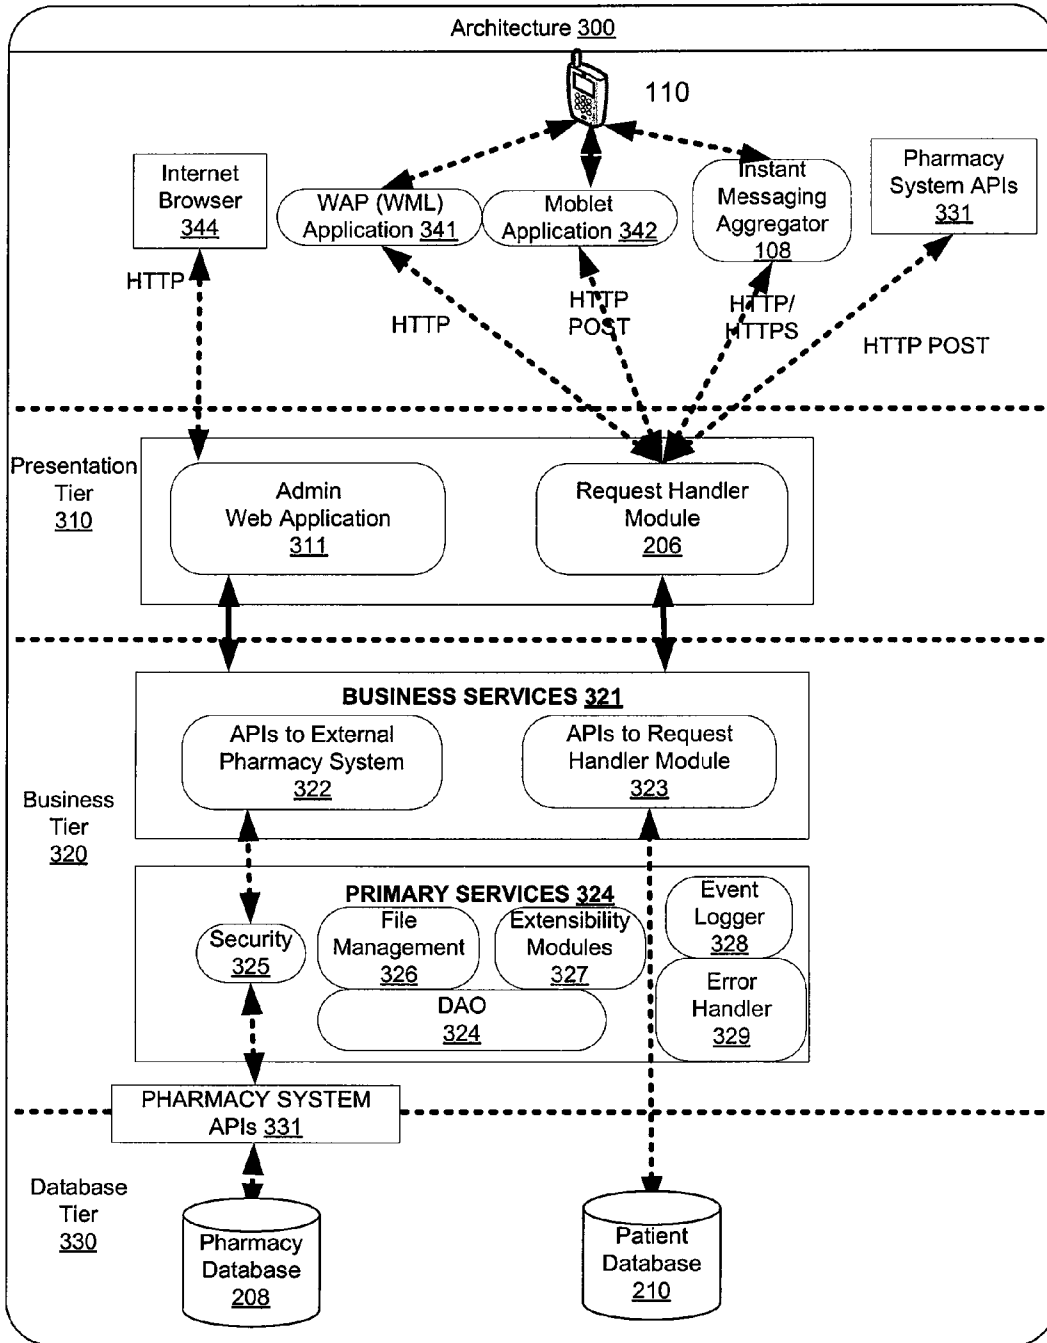 Architecture 300
110
Internet
Browser
344
WAP (WML)
Application 341
Moblet
Application 342
Instant
Messaging
Aggregator
108
Pharmacy
System APIs
331
HTTP
HTTP
HTTP
POST
HTTP/
HTTPS
HTTP POST
Presentation
Tier
310
Admin
Web Application
311
Request Handler
Module
206
BUSINESS SERVICES 321
APIs to External
Pharmacy System
322
APIs to Request
Handler Module
323
Business
Tier
320
PRIMARY SERVICES 324
Security
325
File
Management
326
Extensibility
Modules
327
Event
Logger
328
DAO
324
Error
Handler
329
PHARMACY SYSTEM
APIs 331
Database
Tier
330
Pharmacy
Database
208
Patient
Database
210